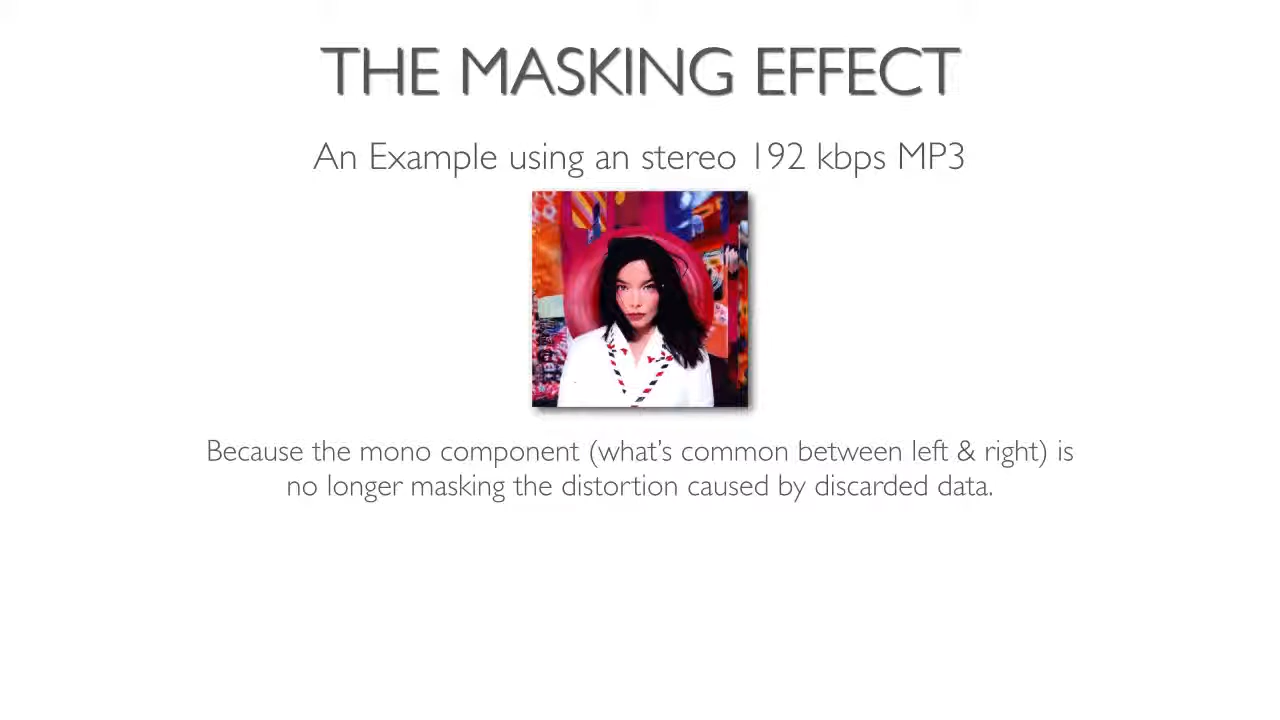 THE MASKING EFFECT
An Example using an stereo 192 kbps MP3
Because the mono component (what's common between left & right) is
no longer masking the distortion caused by discarded data.